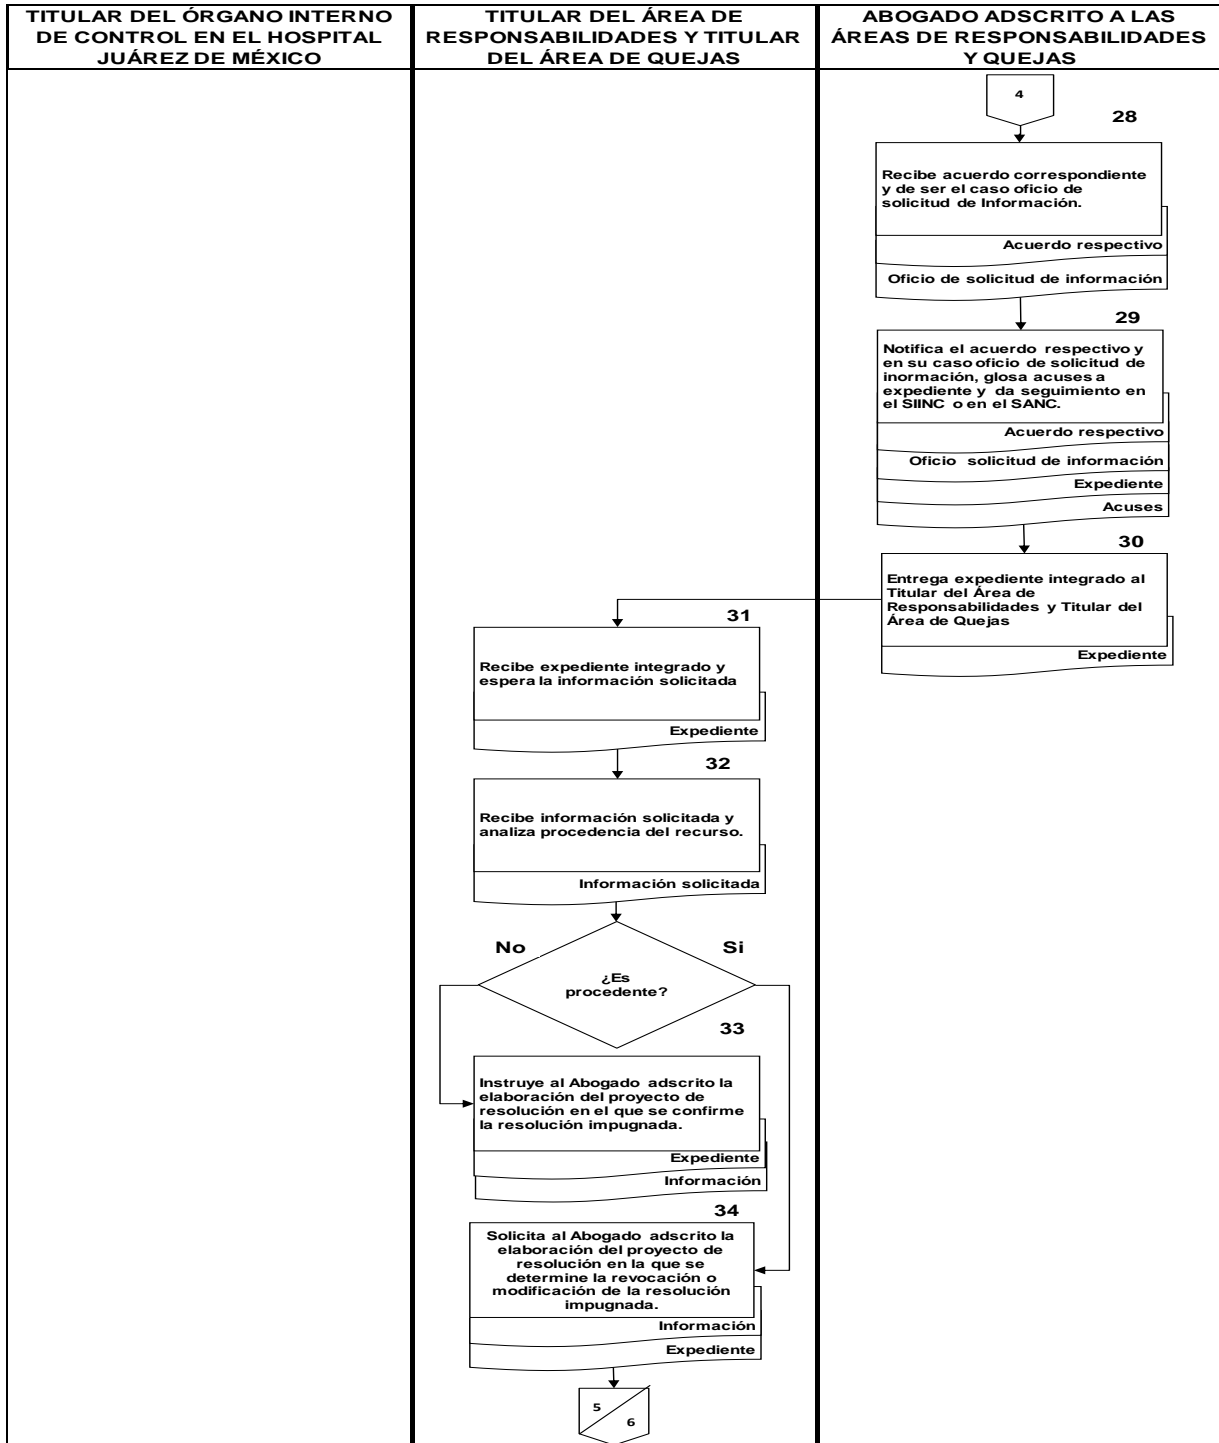 TITULAR DEL ÓRGANO INTERNO
DE CONTROL EN EL HOSPITAL
JUÁREZ DE MÉXICO
TITULAR DEL ÁREA DE
RESPONSABILIDADES Y TITULAR
DEL ÁREA DE QUEJAS
ABOGADO ADSCRITO A LAS
ÁREAS DE RESPONSABILIDADES
Y QUEJAS
4
28
Recibe acuerdo correspondiente
y de ser el caso oficio de
solicitud de Información.
Acuerdo respectivo
Oficio de solicitud de información
29
Notifica el acuerdo respectivo y
en su caso oficio de solicitud de
inormación, glosa acuses a
expediente y da seguimiento en
el SIINC o en el SANC.
Acuerdo respectivo
Oficio solicitud de información
Expediente
Acuses
30
Entrega expediente integrado al
Titular del Área de
Responsabilidades y Titular del
Área de Quejas
Expediente
31
Recibe expediente integrado y
espera la información solicitada
Expediente
32
Recibe información solicitada y
analiza procedencia del recurso.
Información solicitada
No
Si
¿Es
procedente?
33
Instruye al Abogado adscrito la
elaboración del proyecto de
resolución en el que se confirme
la resolución impugnada.
Expediente
Información
34
Solicita al Abogado adscrito la
elaboración del proyecto de
resolución en la que se
determine la revocación o
modificación de la resolución
impugnada.
Información
Expediente
5
6